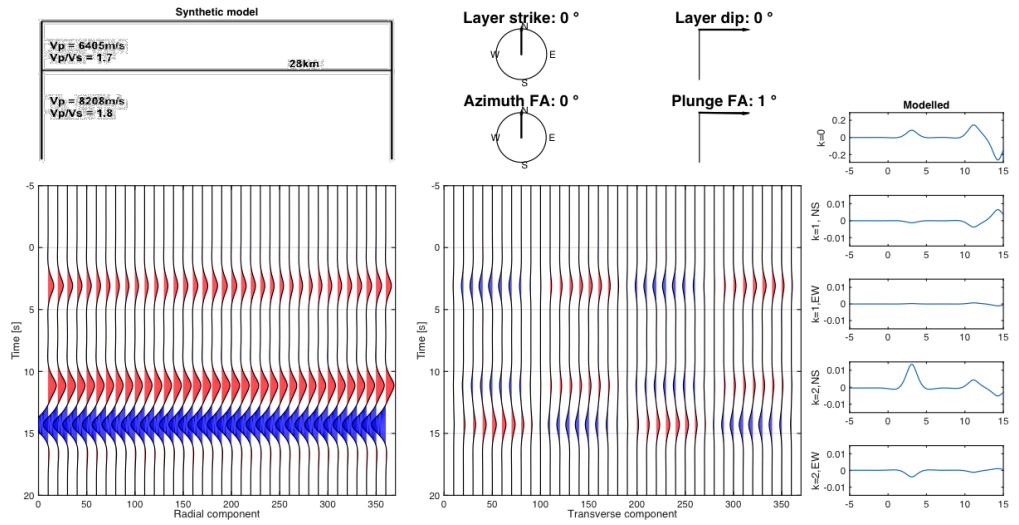 Synthetic model
Vp = 6405m/s
Vp/Vs = 1.7
28km
Vp = 8208m/s
Vp/Vs = 1.8
Layer strike: 0 °
N
W
E
S
Layer dip: 0 °
Azimuth FA: 0 °
N
W
E
S
Plunge FA: 1 °
-5
0
5
10
15
20
Time [s]
0 50 100 150 200 250 300 350
Radial component
-5
0
5
10
15
20
Time [s]
0 50 100 150 200 250 300 350
Transverse component
Modelled
k=0
0.2
0
-0.2
-5 0 5 10 15
k=1, NS
0.01
0
-0.01
-5 0 5 10 15
k=1,EW
0.01
0
-0.01
-5 0 5 10 15
k=2,NS
0.01
0
-0.01
-5 0 5 10 15
k=2,EW
0.01
0
-0.01
-5 0 5 10 15